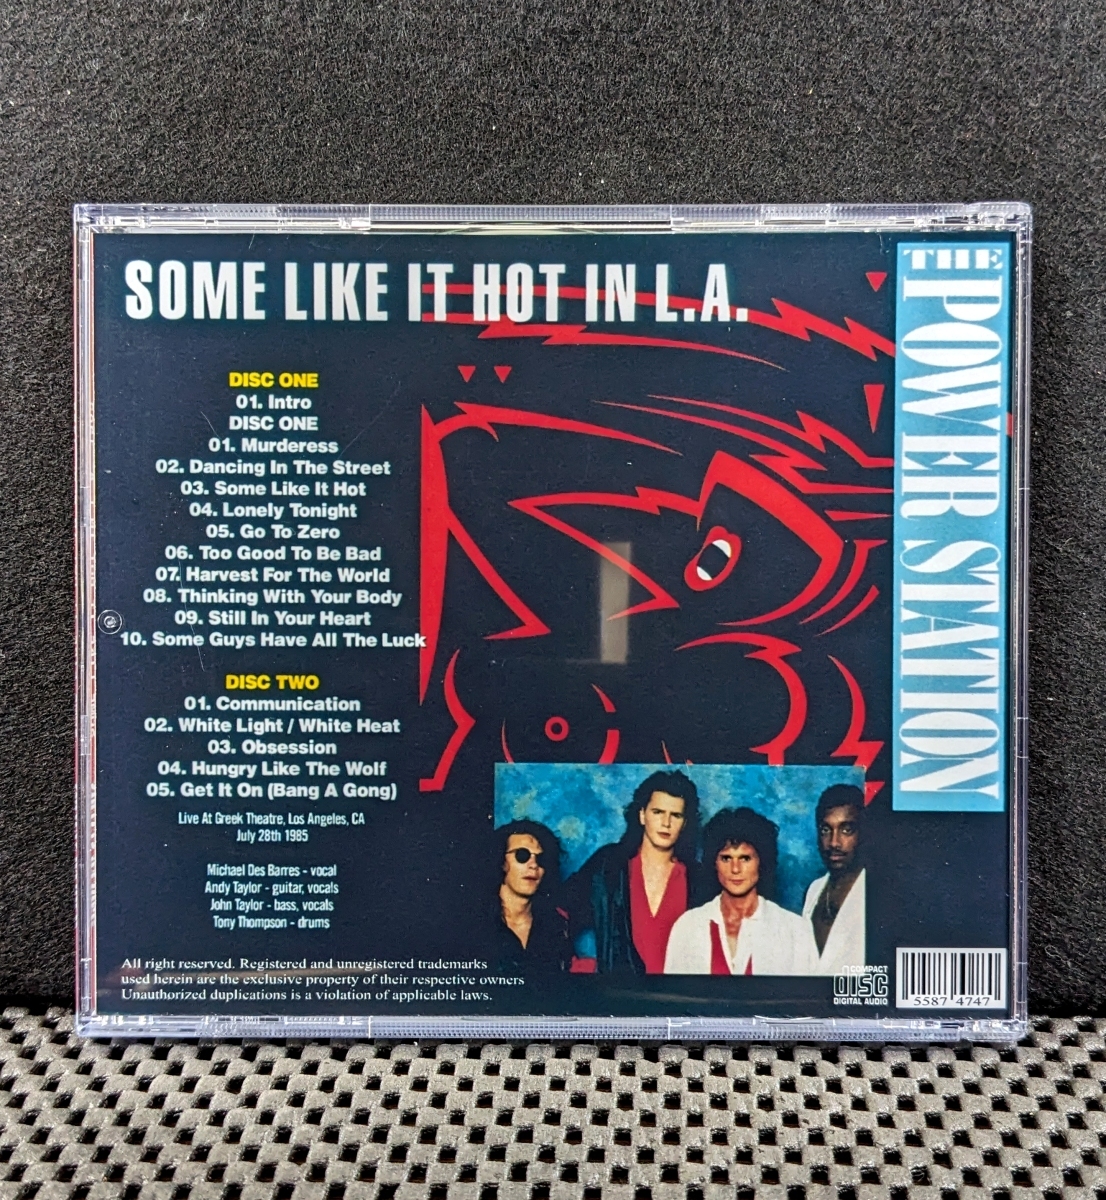 SOME LIKE IT HOT IN L.A.
DISC ONE
01. Intro
DISC ONE
01. Murderess
02. Dancing In The Street
03. Some Like It Hot
04. Lonely Tonight
05. Go To Zero
06. Too Good To Be Bad
07. Harvest For The World
08. Thinking With Your Body
09. Still In Your Heart
10. Some Guys Have All The Luck
DISC TWO
01. Communication
02. White Light / White Heat
03. Obsession
04. Hungry Like The Wolf
05. Get It On (Bang A Gong)
Live At Greek Theatre, Los Angeles, CA
July 28th 1985
Michael Des Barres - vocal
Andy Taylor - guitar, vocals
John Taylor - bass, vocals
Tony Thompson - drums
All right reserved. Registered and unregistered trademarks
used herein are the exclusive property of their respective owners
Unauthorized duplications is a violation of applicable laws.
THE POWER STATION
COMPACT
disc
DIGITAL AUDIO
5587 4747